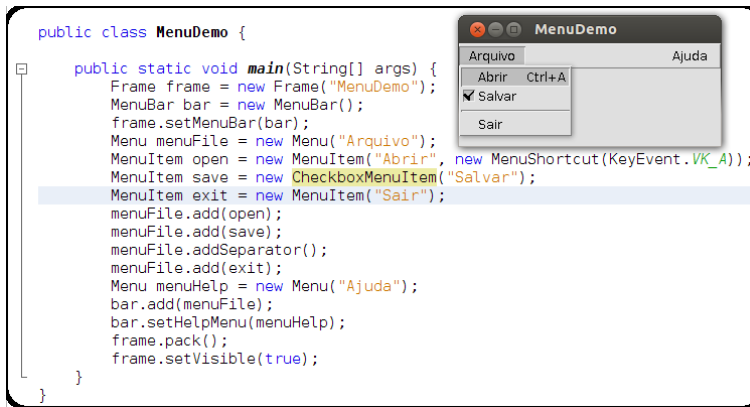 public class MenuDemo {
public static void main(String[] args) {
Frame frame = new Frame("MenuDemo");
MenuBar bar = new MenuBar();
frame.setMenuBar(bar);
Menu menuFile = new Menu("Arquivo");
MenuItem open = new MenuItem("Abrir", new MenuShortcut(KeyEvent.VK_A));
MenuItem save = new CheckboxMenuItem("Salvar");
MenuItem exit = new MenuItem("Sair");
menuFile.add(open);
menuFile.add(save);
menuFile.addSeparator();
menuFile.add(exit);
Menu menuHelp = new Menu("Ajuda");
bar.add(menuFile);
bar.setHelpMenu(menuHelp);
frame.pack();
frame.setVisible(true);
}
}
MenuDemo
Arquivo Ajuda
Abrir Ctrl+A
Salvar
Sair